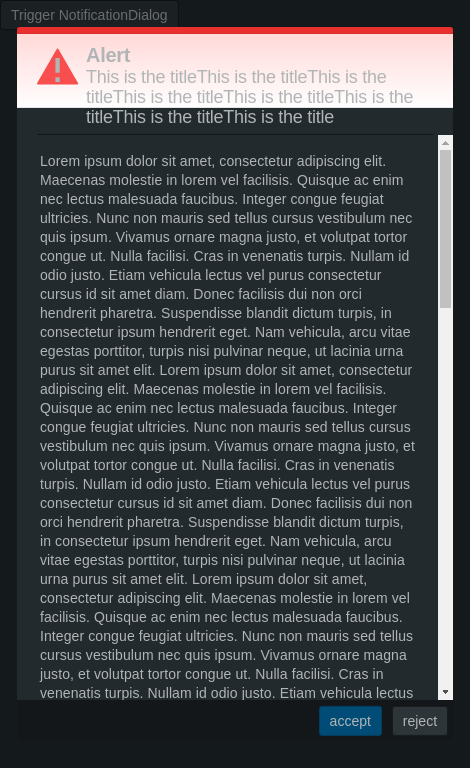 Trigger NotificationDialog
Alert
This is the titleThis is the titleThis is the
titleThis is the titleThis is the titleThis is the
titleThis is the titleThis is the title
Lorem ipsum dolor sit amet, consectetur adipiscing elit.
Maecenas molestie in lorem vel facilisis. Quisque ac enim
nec lectus malesuada faucibus. Integer congue feugiat
ultricies. Nunc non mauris sed tellus cursus vestibulum nec
quis ipsum. Vivamus ornare magna justo, et volutpat tortor
congue ut. Nulla facilisi. Cras in venenatis turpis. Nullam id
odio justo. Etiam vehicula lectus vel purus consectetur
cursus id sit amet diam. Donec facilisis dui non orci
hendrerit pharetra. Suspendisse blandit dictum turpis, in
consectetur ipsum hendrerit eget. Nam vehicula, arcu vitae
egestas porttitor, turpis nisi pulvinar neque, ut lacinia urna
purus sit amet elit. Lorem ipsum dolor sit amet, consectetur
adipiscing elit. Maecenas molestie in lorem vel facilisis.
Quisque ac enim nec lectus malesuada faucibus. Integer
congue feugiat ultricies. Nunc non mauris sed tellus cursus
vestibulum nec quis ipsum. Vivamus ornare magna justo, et
volutpat tortor congue ut. Nulla facilisi. Cras in venenatis
turpis. Nullam id odio justo. Etiam vehicula lectus vel purus
consectetur cursus id sit amet diam. Donec facilisis dui non
orci hendrerit pharetra. Suspendisse blandit dictum turpis,
in consectetur ipsum hendrerit eget. Nam vehicula, arcu
vitae egestas porttitor, turpis nisi pulvinar neque, ut lacinia
urna purus sit amet elit. Lorem ipsum dolor sit amet,
consectetur adipiscing elit. Maecenas molestie in lorem vel
facilisis. Quisque ac enim nec lectus malesuada faucibus.
Integer congue feugiat ultricies. Nunc non mauris sed tellus
cursus vestibulum nec quis ipsum. Vivamus ornare magna
justo, et volutpat tortor congue ut. Nulla facilisi. Cras in
venenatis turpis. Nullam id odio justo. Etiam vehicula lectus
accept
reject